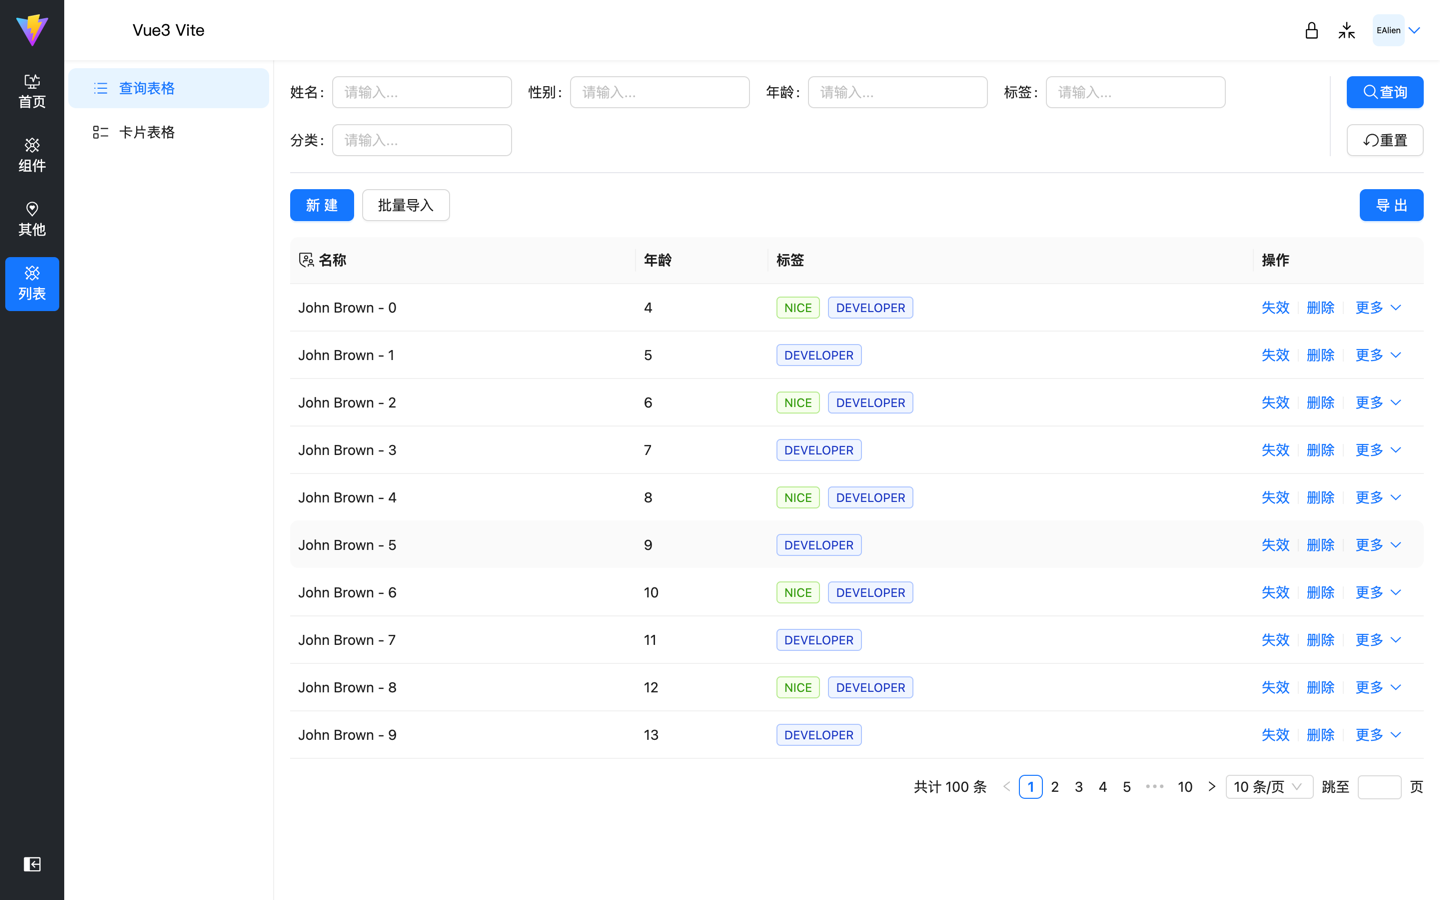 Vue3 Vite
EAlien
首页
组件
其他
列表
查询表格
卡片表格
姓名: 请输入... 性别: 请输入... 年龄: 请输入... 标签: 请输入... 查询
分类: 请输入... 重置
新 建 批量导入 导 出
名称 年龄 标签 操作
John Brown - 0 4 NICE DEVELOPER 失效 删除 更多
John Brown - 1 5 DEVELOPER 失效 删除 更多
John Brown - 2 6 NICE DEVELOPER 失效 删除 更多
John Brown - 3 7 DEVELOPER 失效 删除 更多
John Brown - 4 8 NICE DEVELOPER 失效 删除 更多
John Brown - 5 9 DEVELOPER 失效 删除 更多
John Brown - 6 10 NICE DEVELOPER 失效 删除 更多
John Brown - 7 11 DEVELOPER 失效 删除 更多
John Brown - 8 12 NICE DEVELOPER 失效 删除 更多
John Brown - 9 13 DEVELOPER 失效 删除 更多
共计 100 条 < 1 2 3 4 5 ••• 10 > 10 条/页 跳至 页